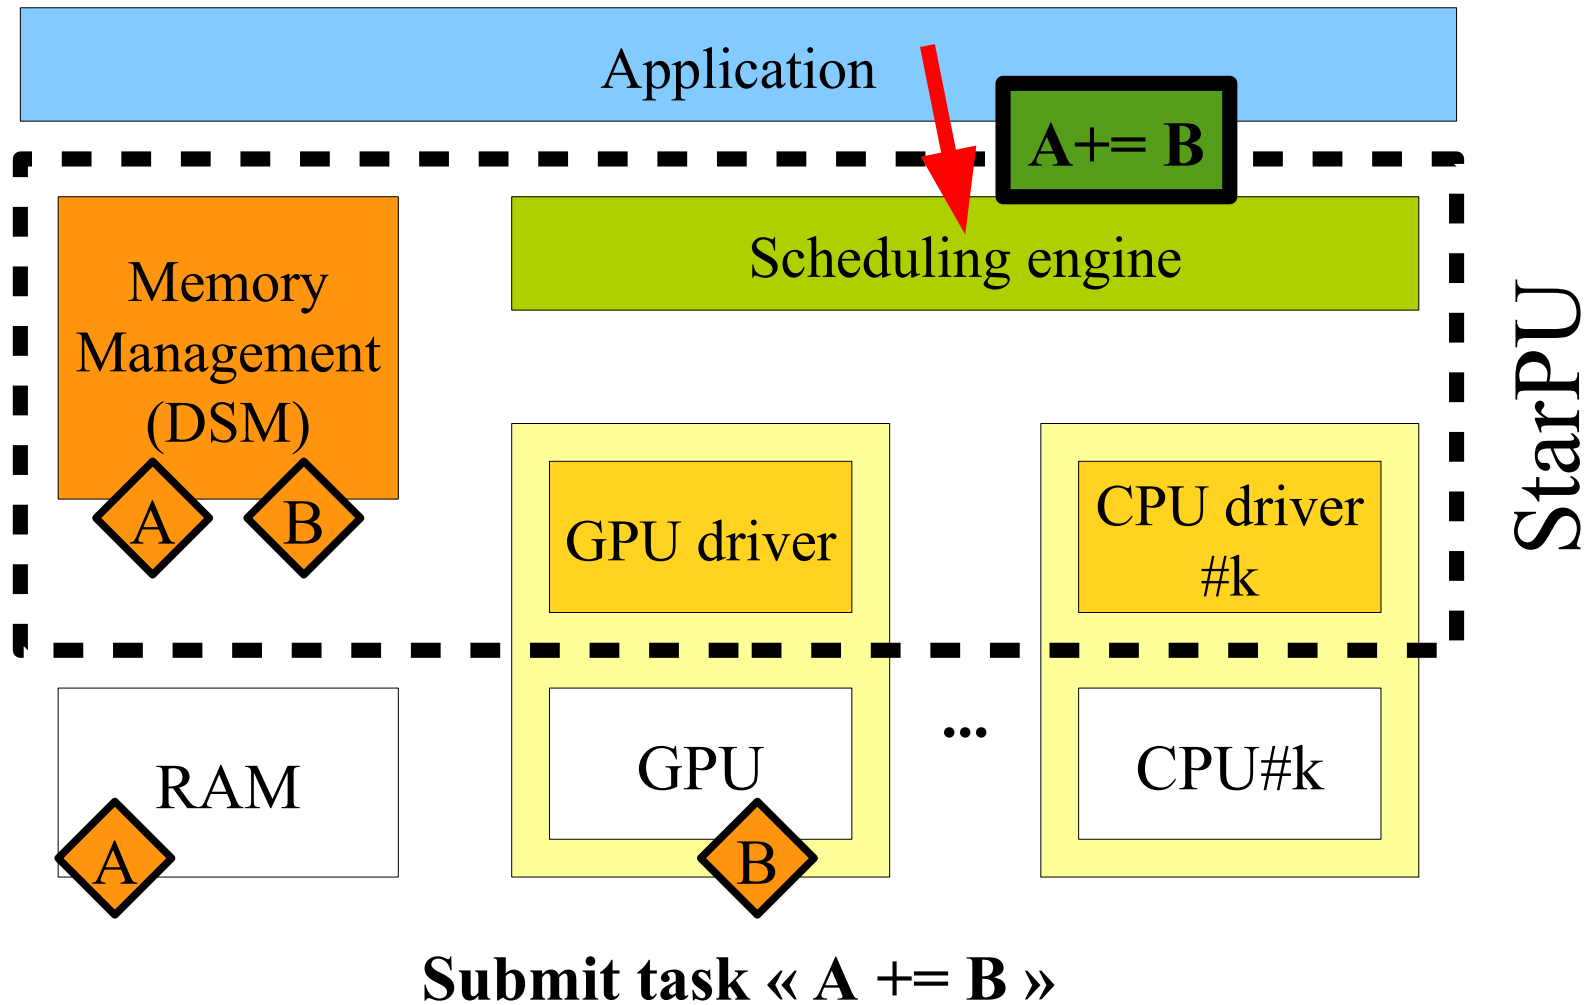 Application
A+= B
Scheduling engine
Memory
Management
(DSM)
A
B
GPU driver
CPU driver
#k
StarPU
RAM
A
GPU
B
...
CPU#k
Submit task « A += B »